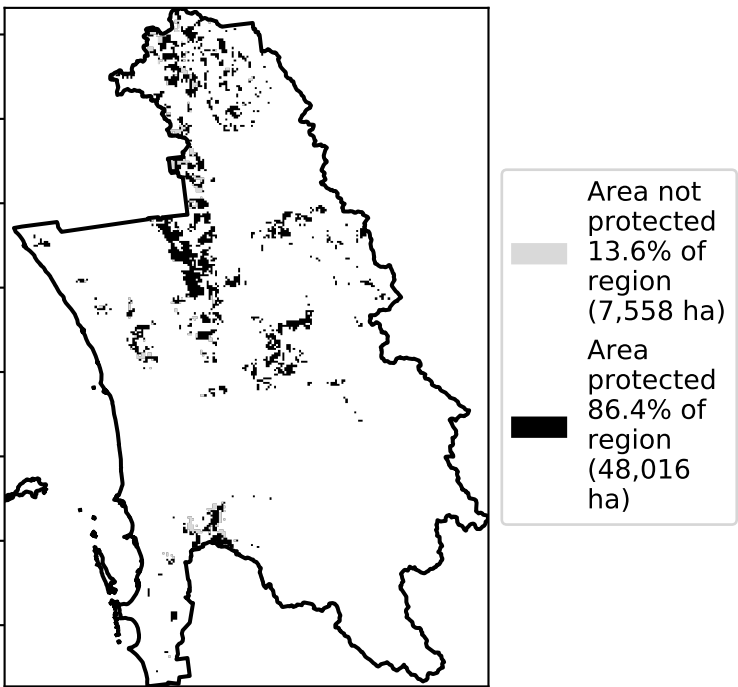 Area not
protected
13.6% of
region
(7,558 ha)
Area
protected
86.4% of
region
(48,016
ha)